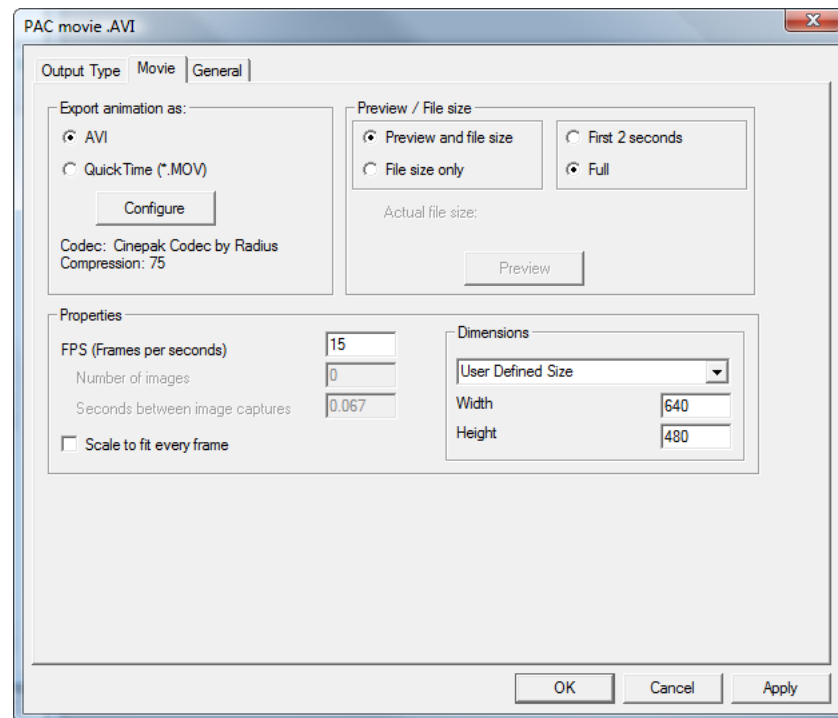 PAC movie .AVI
Output Type
Movie
General
Export animation as:
AVI
QuickTime (*.MOV)
Configure
Codec: Cinepak Codec by Radius
Compression: 75
Preview / File size
Preview and file size
File size only
First 2 seconds
Full
Actual file size:
Preview
Properties
FPS (Frames per seconds) 15
Number of images 0
Seconds between image captures 0.067
Scale to fit every frame
Dimensions
User Defined Size
Width 640
Height 480
OK
Cancel
Apply